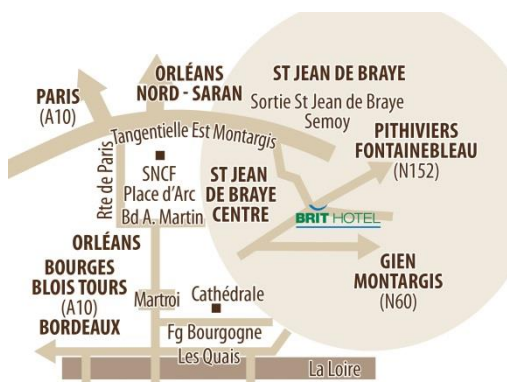 ORLÉANS
NORD - SARAN
ST JEAN DE BRAYE
Sortie St Jean de Braye
Semoy
PARIS
(A10)
PITHIVIERS
FONTAINEBLEAU
(N152)
Tangentielle Est Montargis
Rte de Paris
SNCF
Place d'Arc
Bd A. Martin
ST JEAN
DE BRAYE
CENTRE
BRIT HOTEL
ORLÉANS
BOURGES
BLOIS TOURS
(A10)
BORDEAUX
GIEN
MONTARGIS
(N60)
Martroi
Cathédrale
Fg Bourgogne
Les Quais
La Loire